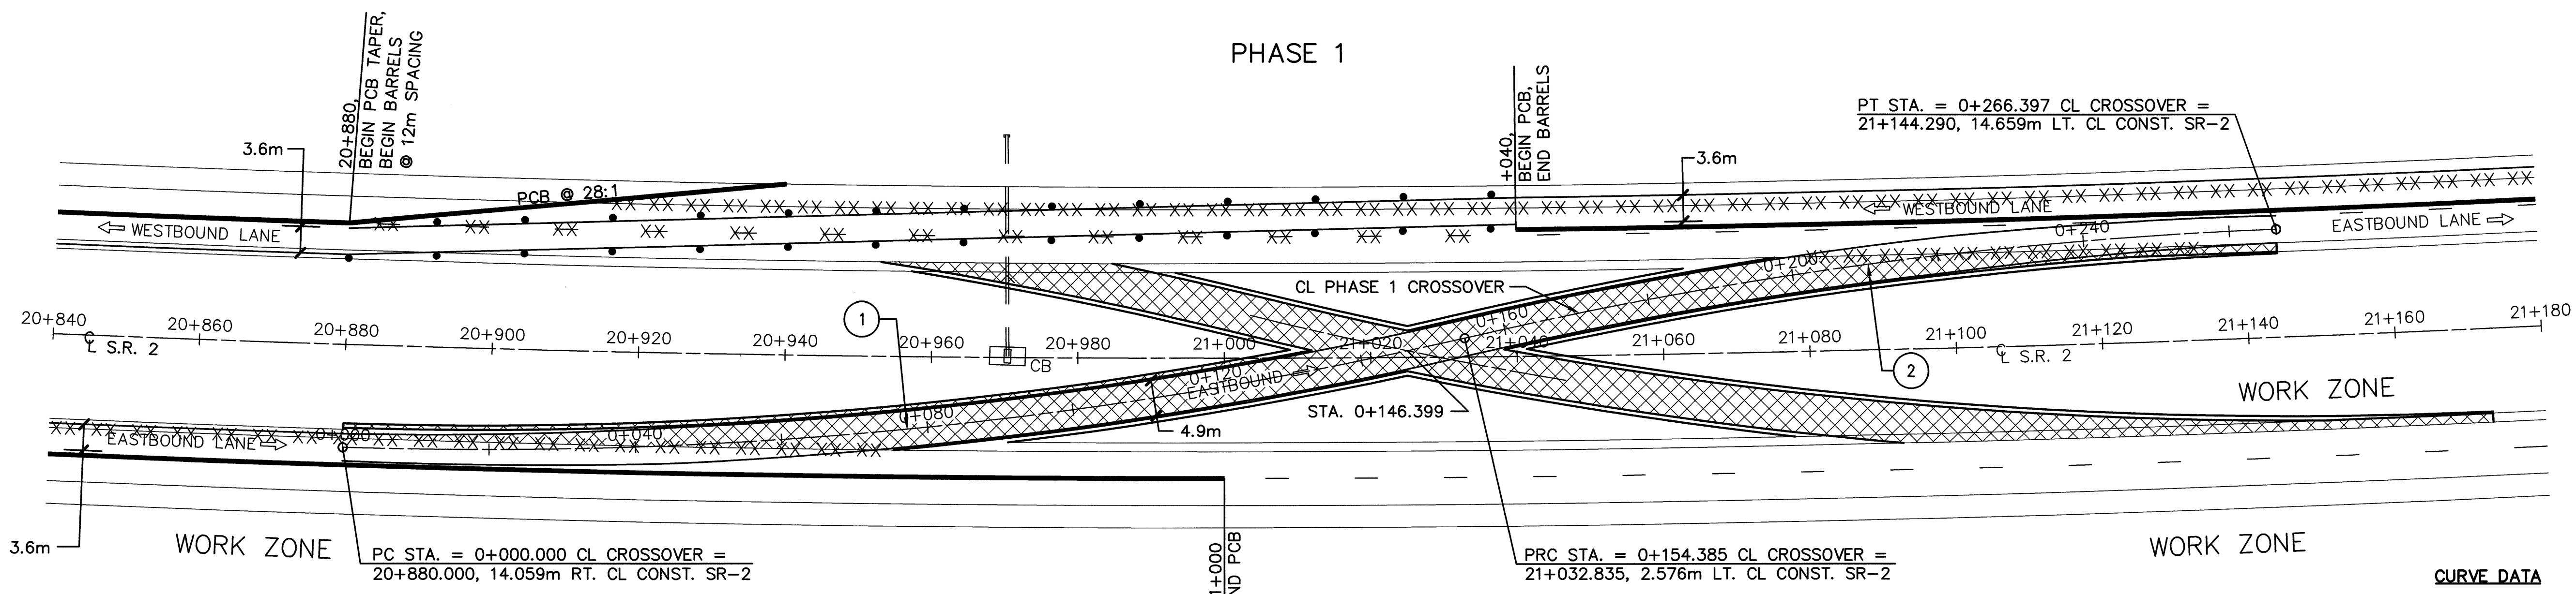 PHASE 1
20+880,
BEGIN PCB TAPER,
BEGIN BARRELS
@ 12m SPACING
3.6m
PCB @ 28:1
+040,
BEGIN PCB,
END BARRELS
3.6m
PT STA. = 0+266.397 CL CROSSOVER =
21+144.290, 14.659m LT. CL CONST. SR-2
WESTBOUND LANE
WESTBOUND LANE
EASTBOUND LANE
0+240
0+200
CL PHASE 1 CROSSOVER
0+160
1
2
20+840
20+860
20+880
20+900
20+920
20+940
20+960
20+980
21+000
21+020
21+040
21+060
21+080
21+100
21+120
21+140
21+160
21+180
℄ S.R. 2
℄ S.R. 2
CB
0+120
EASTBOUND
0+080
0+040
0+000
EASTBOUND LANE
STA. 0+146.399
4.9m
WORK ZONE
3.6m
WORK ZONE
PC STA. = 0+000.000 CL CROSSOVER =
20+880.000, 14.059m RT. CL CONST. SR-2
1+000
ND PCB
PRC STA. = 0+154.385 CL CROSSOVER =
21+032.835, 2.576m LT. CL CONST. SR-2
WORK ZONE
CURVE DATA